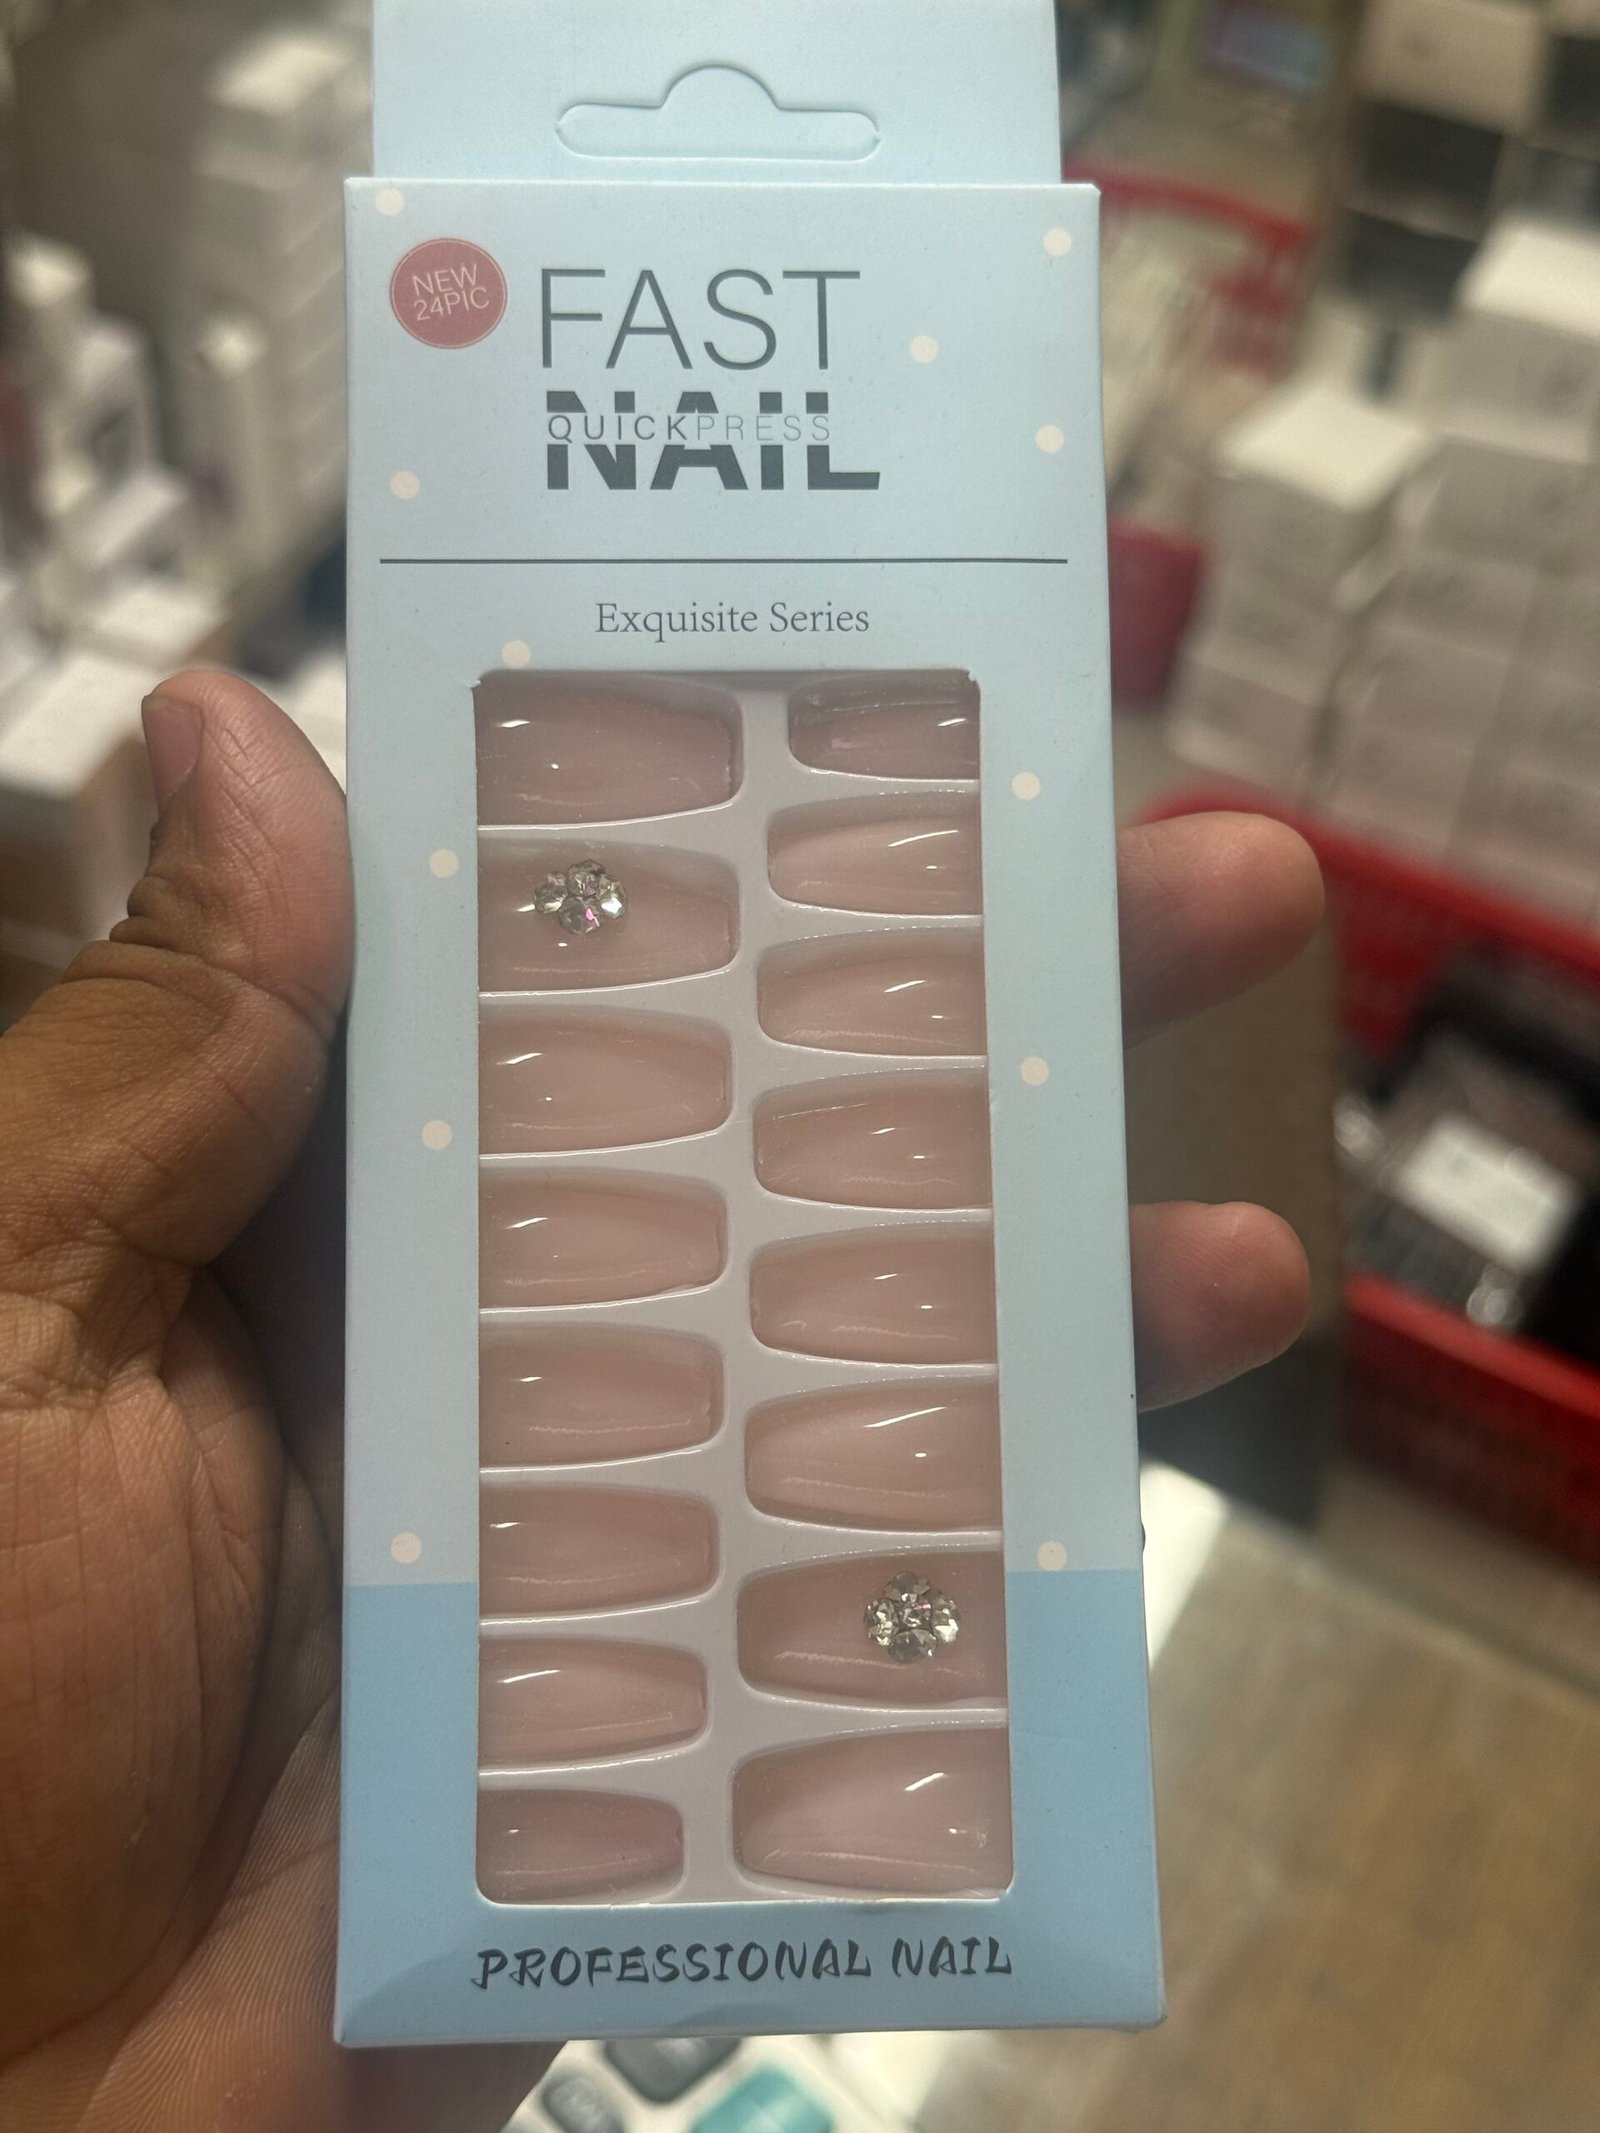 NEW
24PIC
FAST
NAIL
QUICKPRESS
Exquisite Series
PROFESSIONAL NAIL